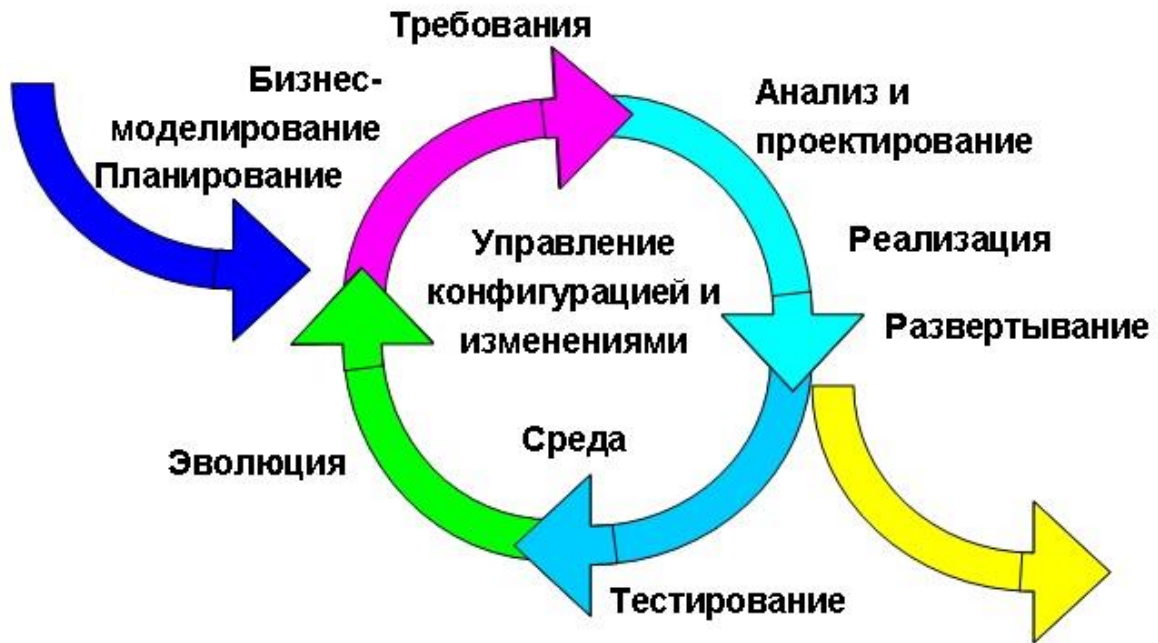 Требования
Бизнес-
моделирование
Планирование
Анализ и
проектирование
Управление
конфигурацией и
изменениями
Реализация
Развертывание
Среда
Эволюция
Тестирование